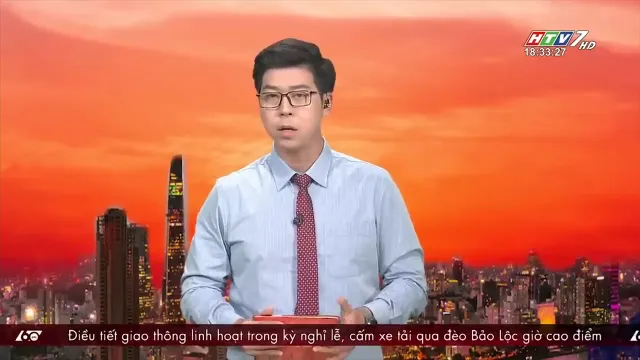 HTV7 HD
18:33:27
60 Điều tiết giao thông linh hoạt trong kỳ nghỉ lễ, cấm xe tải qua đèo Bảo Lộc giờ cao điểm